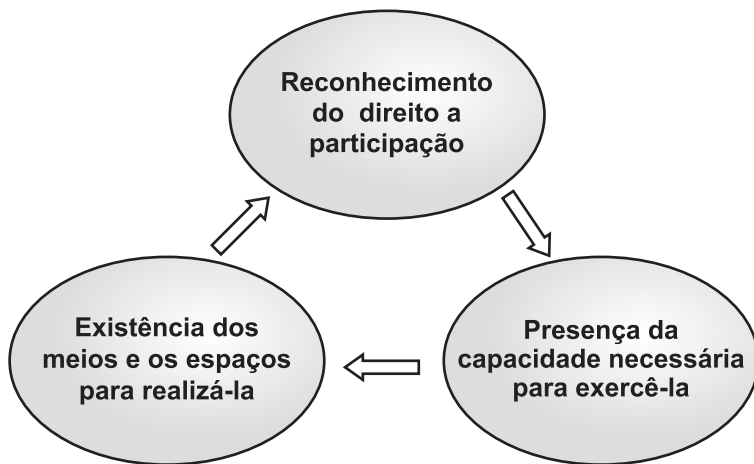 Reconhecimento
do direito a
participação
Existência dos
meios e os espaços
para realizá-la
Presença da
capacidade necessária
para exercê-la